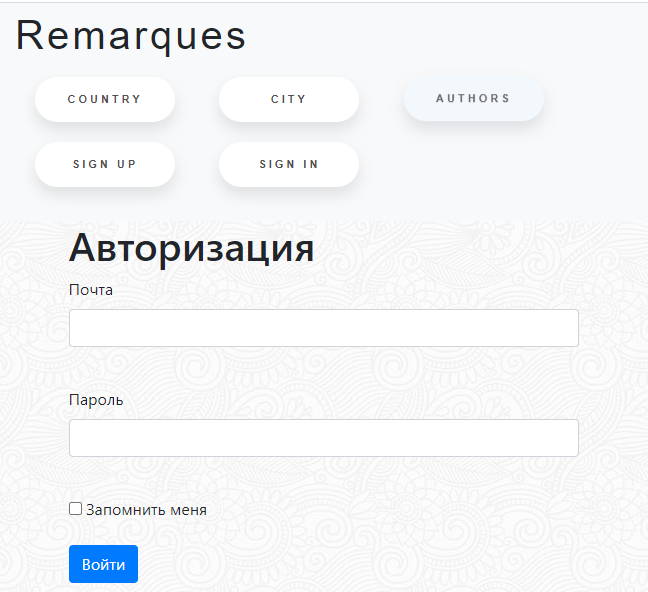 Remarques
COUNTRY CITY AUTHORS
SIGN UP SIGN IN
Авторизация
Почта
Пароль
Запомнить меня
Войти